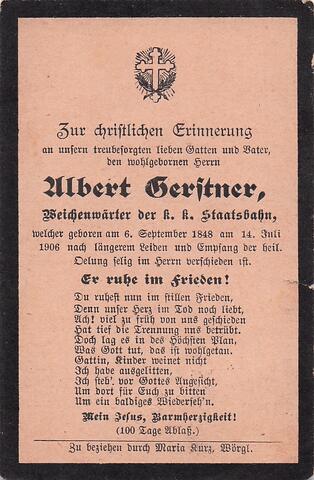 Zur christlichen Erinnerung
an unsern treubesorgten lieben Gatten und Vater,
den wohlgebornen Herrn
Albert Gerstner,
Weichenwärter der k. k. Staatsbahn,
welcher geboren am 6. September 1848 am 14. Juli
1906 nach längerem Leiden und Empfang der heil.
Oelung selig im Herrn verschieden ist.
Er ruhe im Frieden!
Du ruhest nun im stillen Frieden,
Denn unser Herz im Tod noch liebt,
Ach! viel zu früh von uns geschieden
Hat tief die Trennung uns betrübt.
Doch lag es in des Höchsten Plan,
Was Gott tut, das ist wohlgetan.
Gattin, Kinder weinet nicht
Ich habe ausgelitten,
Ich steh' vor Gottes Angesicht,
Um dort für Euch zu bitten
Um ein baldiges Wiederseh'n.
Mein Jesus, Barmherzigkeit!
(100 Tage Ablaß.)
Zu beziehen durch Maria Kurz, Wörgl.